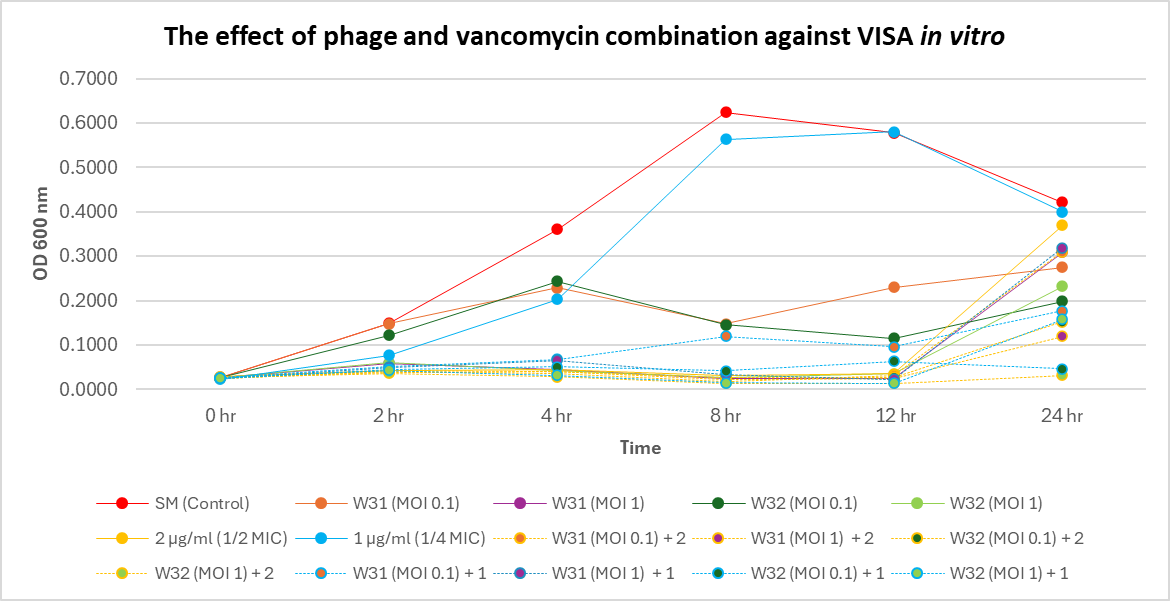 The effect of phage and vancomycin combination against VISA in vitro
0.7000
0.6000
0.5000
0.4000
0.3000
0.2000
0.1000
0.0000
OD 600 nm
0 hr 2 hr 4 hr 8 hr 12 hr 24 hr
Time
SM (Control) W31 (MOI 0.1) W31 (MOI 1) W32 (MOI 0.1) W32 (MOI 1)
2 µg/ml (1/2 MIC) 1 µg/ml (1/4 MIC) W31 (MOI 0.1) + 2 W31 (MOI 1) + 2 W32 (MOI 0.1) + 2
W32 (MOI 1) + 2 W31 (MOI 0.1) + 1 W31 (MOI 1) + 1 W32 (MOI 0.1) + 1 W32 (MOI 1) + 1